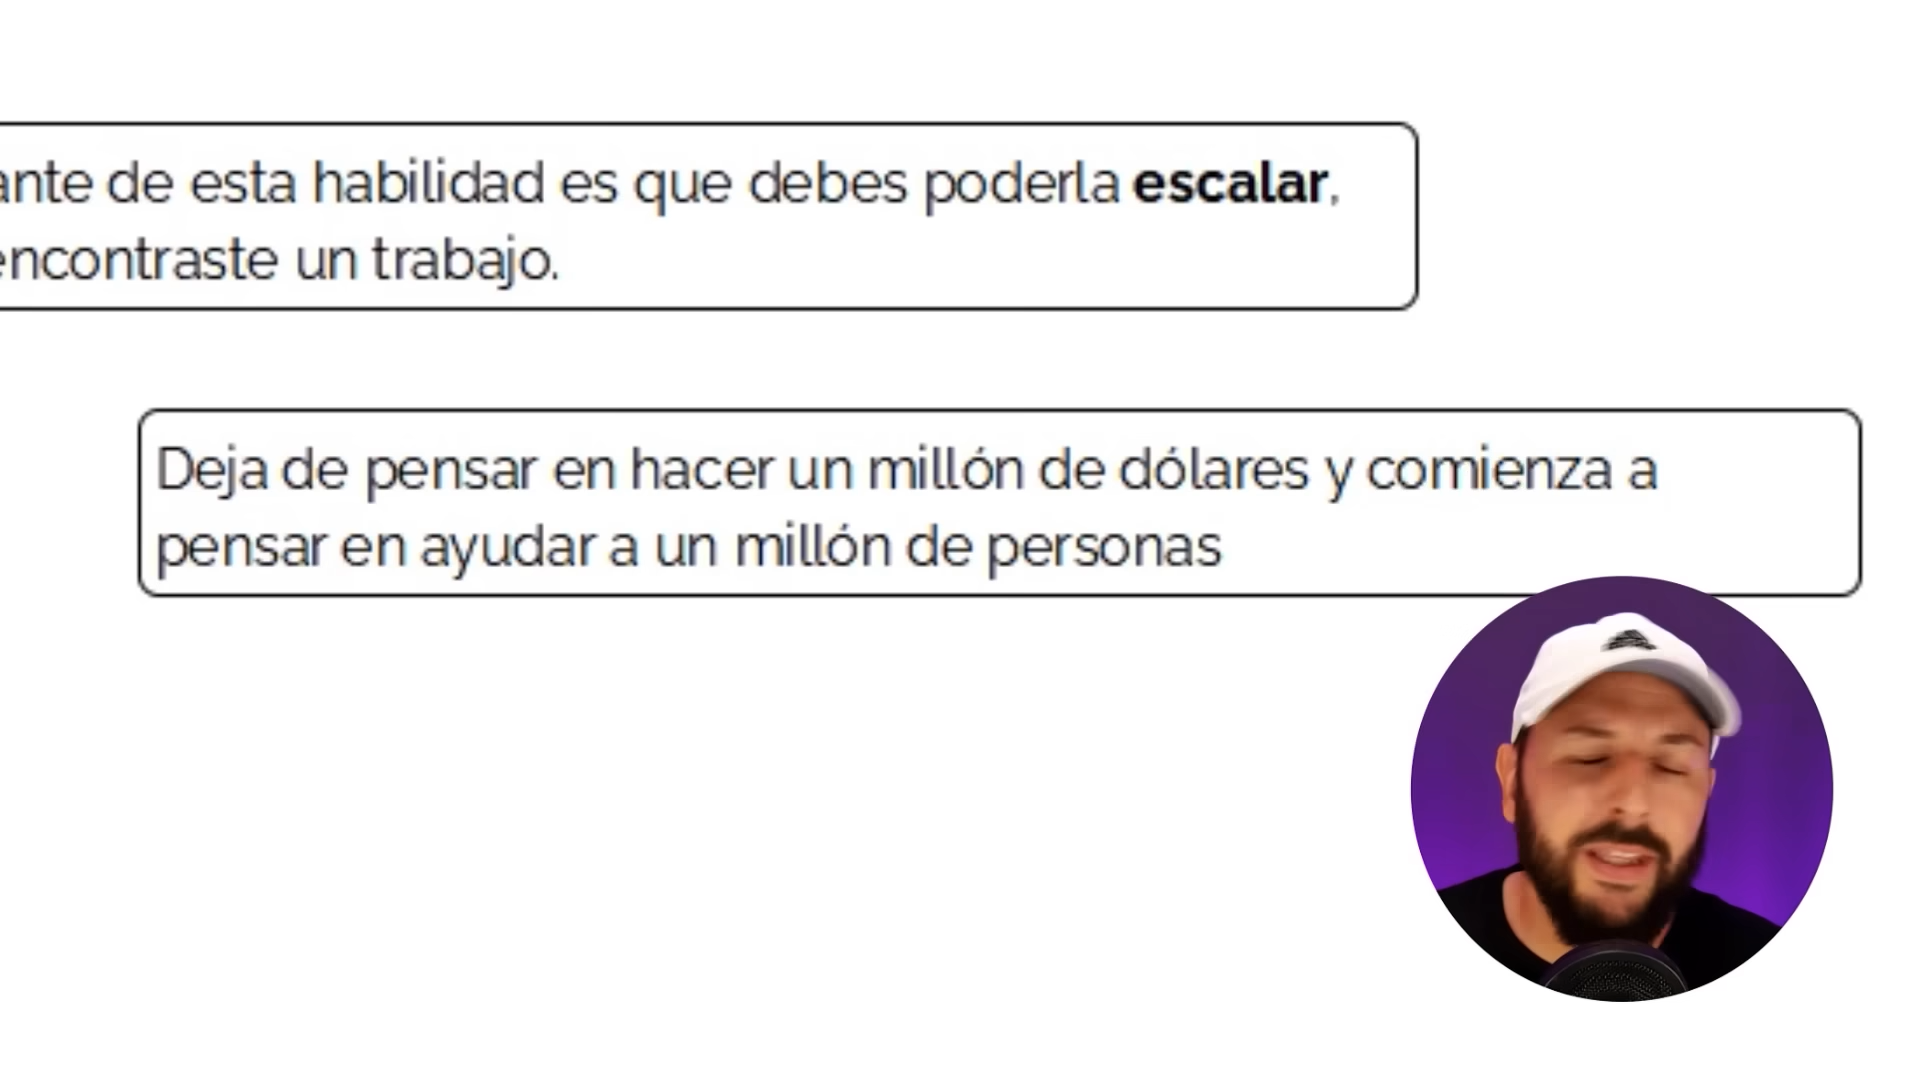 de esta habilidad es que debes poderla escalar,
encontraste un trabajo.
Deja de pensar en hacer un millón de dólares y comienza a
pensar en ayudar a un millón de personas